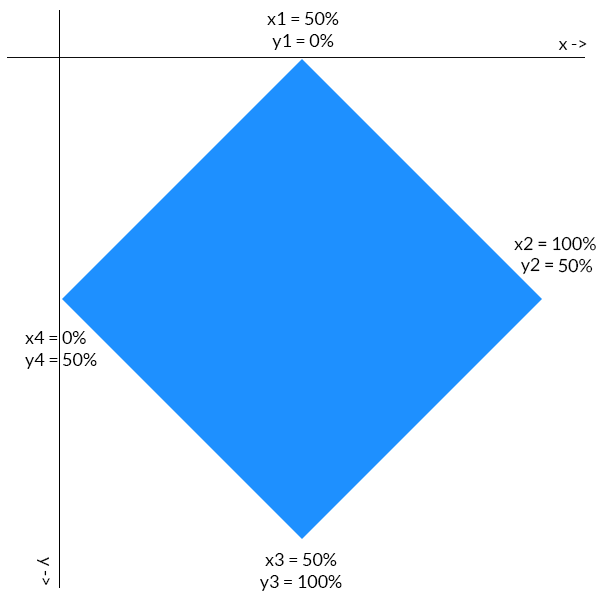 x1 = 50%
y1 = 0%
x ->
x2 = 100%
y2 = 50%
x4 = 0%
y4 = 50%
x3 = 50%
y3 = 100%
y ->